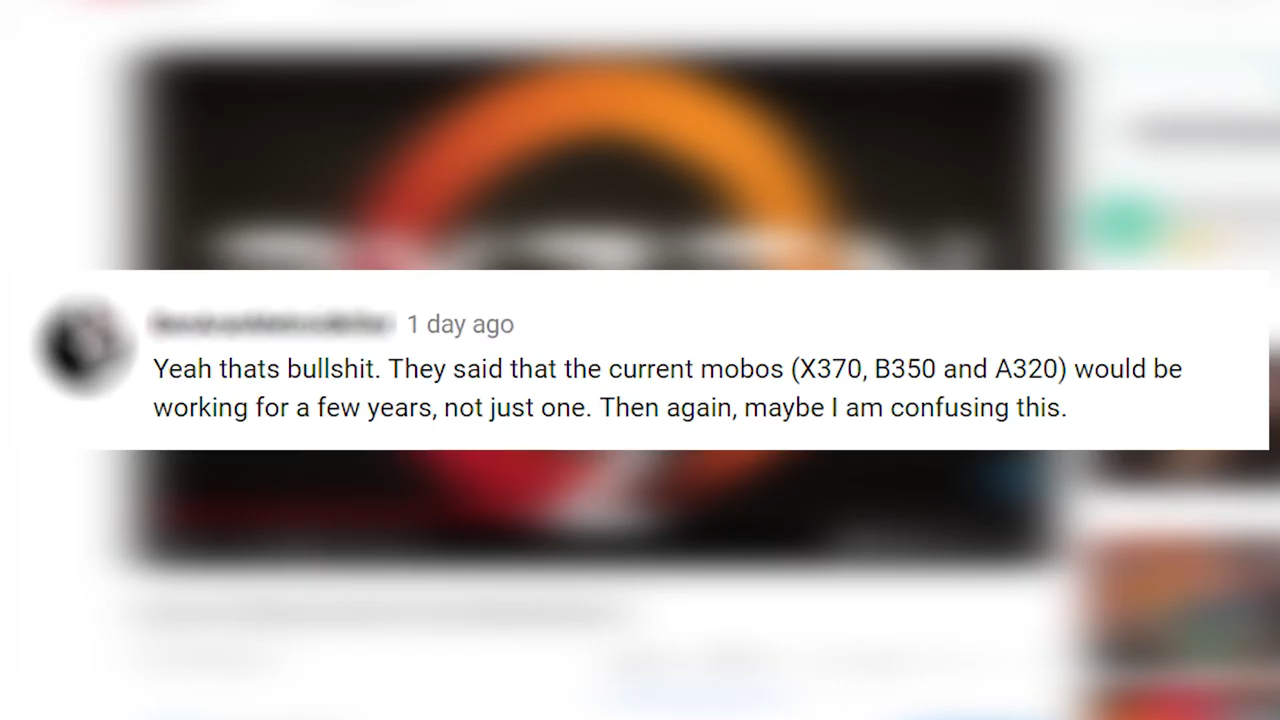 1 day ago
Yeah thats bullshit. They said that the current mobos (X370, B350 and A320) would be
working for a few years, not just one. Then again, maybe I am confusing this.